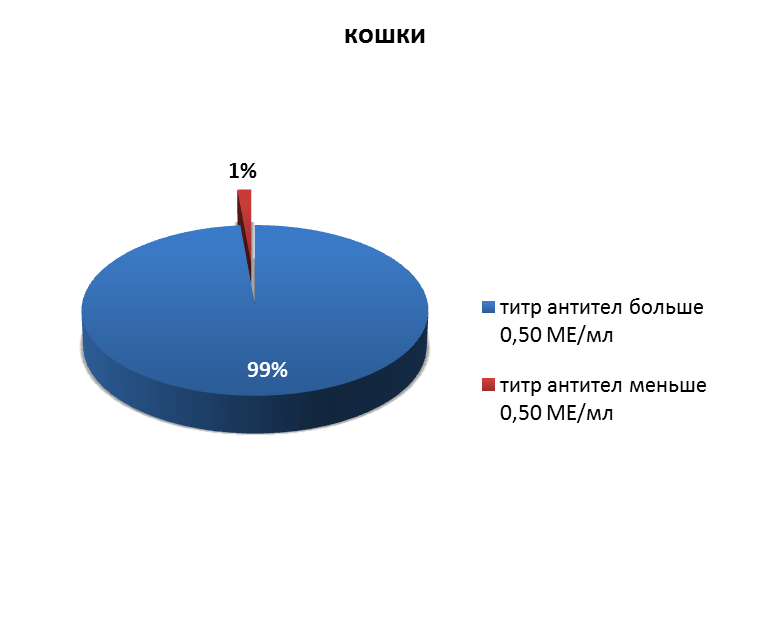 кошки
1%
99%
титр антител больше
0,50 МЕ/мл
титр антител меньше
0,50 МЕ/мл